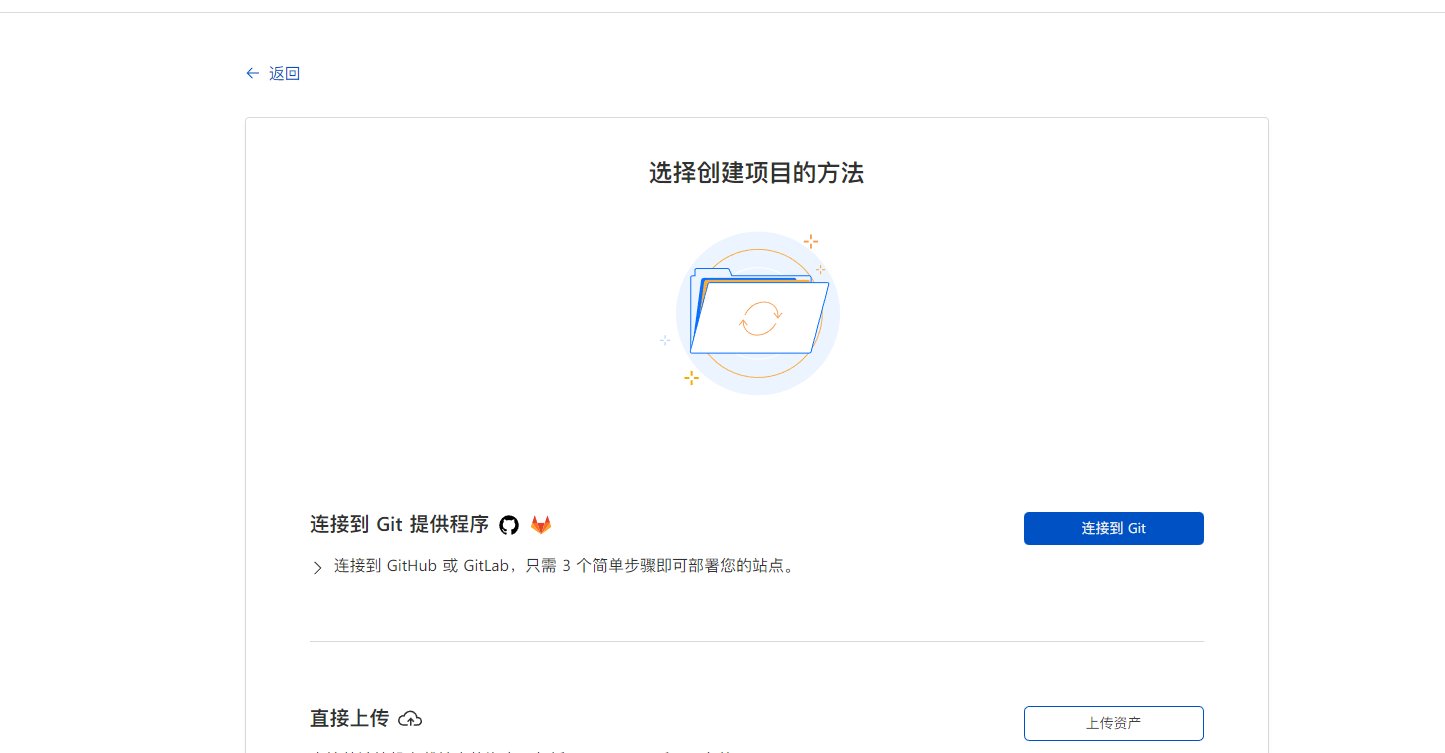 返回
选择创建项目的方法
连接到 Git 提供程序
连接到 Git
连接到 GitHub 或 GitLab，只需 3 个简单步骤即可部署您的站点。
直接上传
上传资产